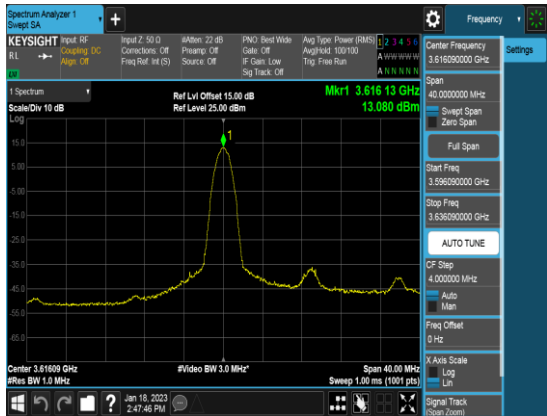 Spectrum Analyzer 1
Swept SA
+
Frequency
KEYSIGHT
RL
Input: RF
Coupling: DC
Align: Off
Input Z: 50 Ω
Corrections: Off
Freq Ref: Int (S)
#Atten: 22 dB
Preamp: Off
Source: Off
PNO: Best Wide
Gate: Off
IF Gain: Low
Sig Track: Off
Avg Type: Power (RMS)
Avg|Hold: 100/100
Trig: Free Run
1 2 3 4 5 6
A W W W W W
A N N N N N
1 Spectrum
Scale/Div 10 dB
Ref Lvl Offset 15.00 dB
Ref Level 25.00 dBm
Mkr1 3.616 13 GHz
13.080 dBm
Log
1
15.0
5.00
-5.00
-15.0
-25.0
-35.0
-45.0
-55.0
-65.0
Center 3.61609 GHz
#Res BW 1.0 MHz
#Video BW 3.0 MHz*
Span 40.00 MHz
Sweep 1.00 ms (1001 pts)
Center Frequency
3.616090000 GHz
Settings
Span
40.0000000 MHz
Swept Span
Zero Span
Full Span
Start Freq
3.596090000 GHz
Stop Freq
3.636090000 GHz
AUTO TUNE
CF Step
4.000000 MHz
Auto
Man
Freq Offset
0 Hz
X Axis Scale
Log
Lin
Signal Track
(Span Zoom)
?
Jan 18, 2023
2:47:46 PM